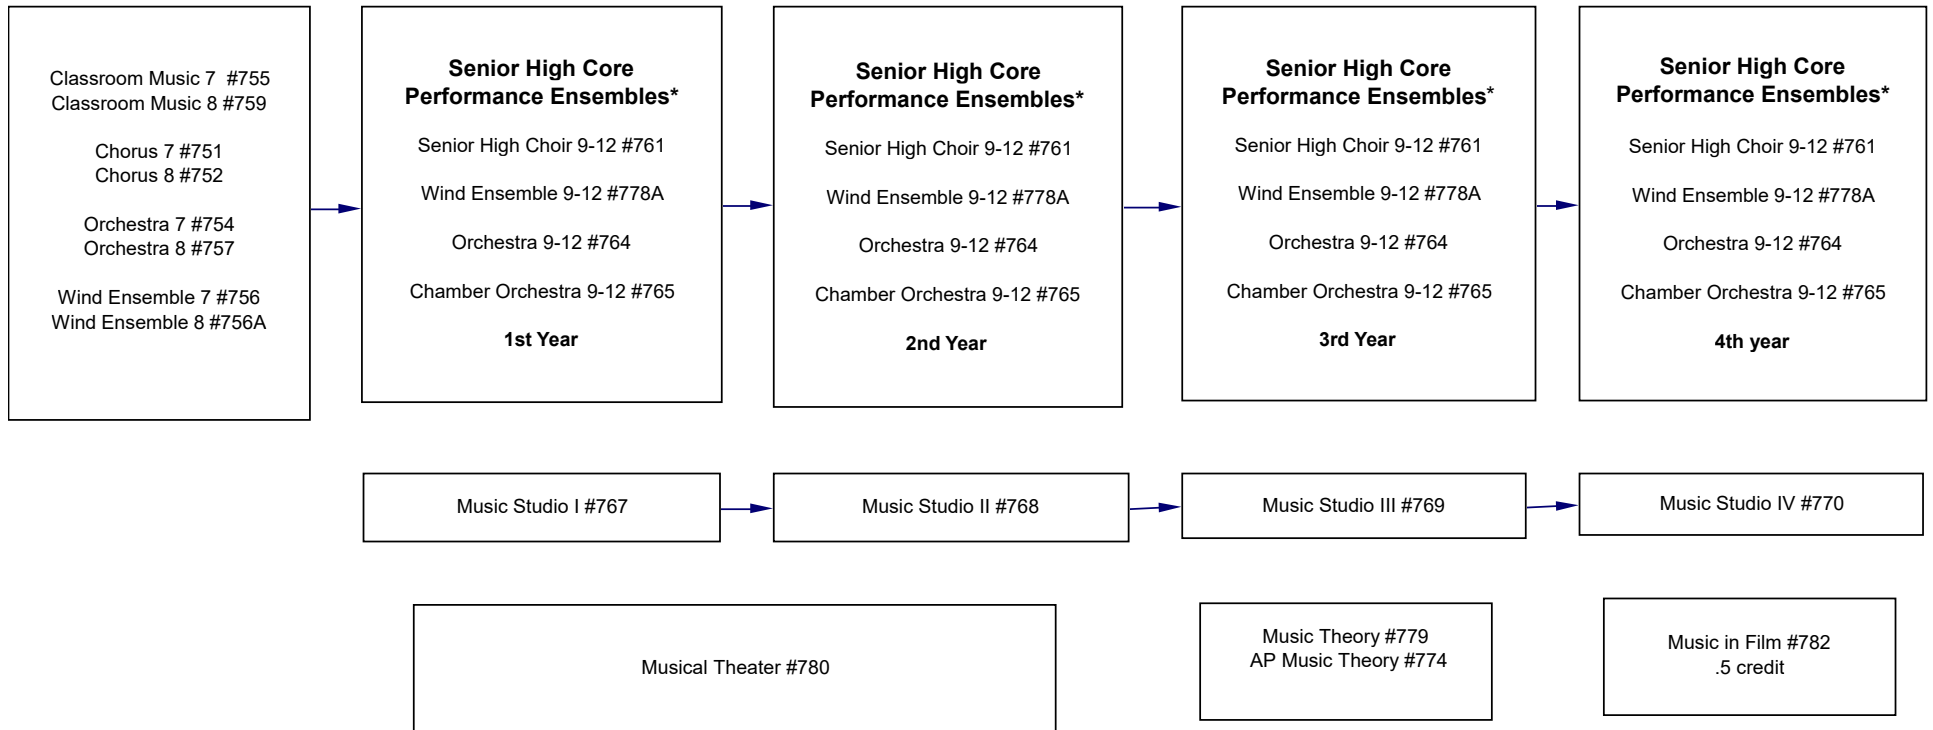 Classroom Music 7  #755
Classroom Music 8 #759
Chorus 7 #751
Chorus 8 #752
Orchestra 7 #754
Orchestra 8 #757
Wind Ensemble 7 #756
Wind Ensemble 8 #756A
Senior High Core
Performance Ensembles*
Senior High Choir 9-12 #761
Wind Ensemble 9-12 #778A
Orchestra 9-12 #764
Chamber Orchestra 9-12 #765
1st Year
Senior High Core
Performance Ensembles*
Senior High Choir 9-12 #761
Wind Ensemble 9-12 #778A
Orchestra 9-12 #764
Chamber Orchestra 9-12 #765
2nd Year
Senior High Core
Performance Ensembles*
Senior High Choir 9-12 #761
Wind Ensemble 9-12 #778A
Orchestra 9-12 #764
Chamber Orchestra 9-12 #765
3rd Year
Senior High Core
Performance Ensembles*
Senior High Choir 9-12 #761
Wind Ensemble 9-12 #778A
Orchestra 9-12 #764
Chamber Orchestra 9-12 #765
4th year
Music Studio I #767
Music Studio II #768
Music Studio III #769
Music Studio IV #770
Musical Theater #780
Music Theory #779
AP Music Theory #774
Music in Film #782
.5 credit